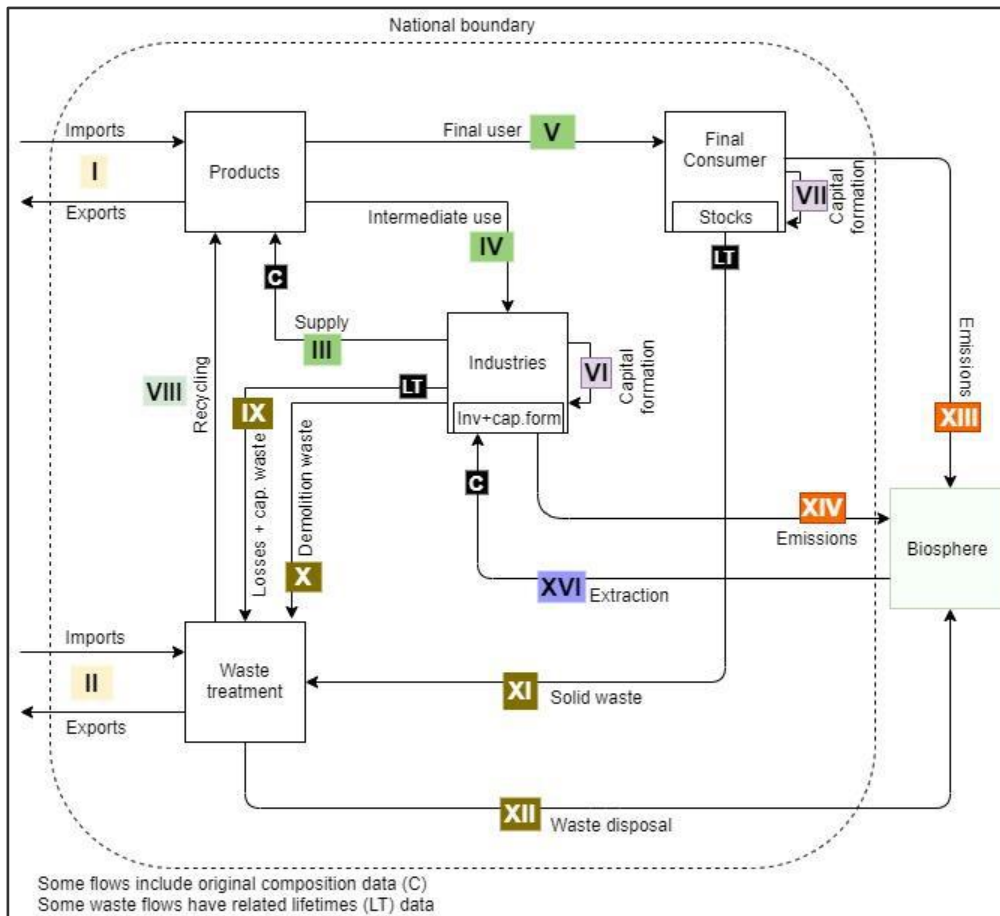 National boundary
Imports
I
Exports
Products
Final user
V
Final
Consumer
Stocks
VII
Capital
formation
Intermediate use
IV
LT
C
Supply
III
Industries
Inv+cap.form
VI
Capital
formation
Emissions
XIII
VIII
Recycling
LT
IX
Losses + cap. waste
Demolition waste
X
C
XIV
Emissions
Biosphere
XVI
Extraction
Imports
II
Exports
Waste
treatment
XI
Solid waste
XII
Waste disposal
Some flows include original composition data (C)
Some waste flows have related lifetimes (LT) data